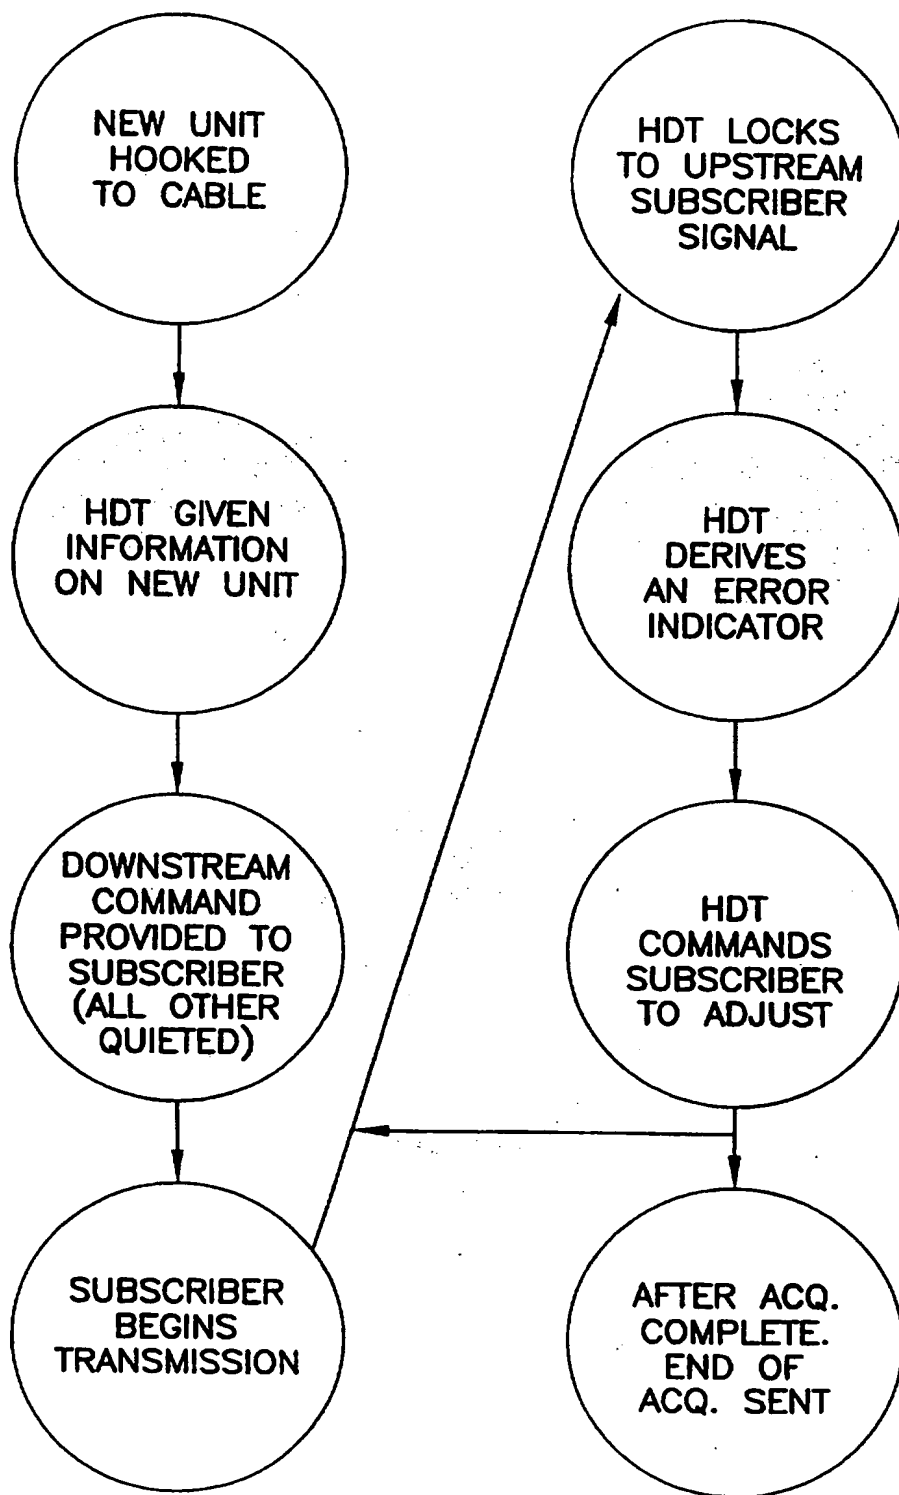 NEW UNIT
HOOKED
TO CABLE
HDT GIVEN
INFORMATION
ON NEW UNIT
DOWNSTREAM
COMMAND
PROVIDED TO
SUBSCRIBER
(ALL OTHER
QUIETED)
SUBSCRIBER
BEGINS
TRANSMISSION
HDT LOCKS
TO UPSTREAM
SUBSCRIBER
SIGNAL
HDT
DERIVES
AN ERROR
INDICATOR
HDT
COMMANDS
SUBSCRIBER
TO ADJUST
AFTER ACQ.
COMPLETE.
END OF
ACQ. SENT